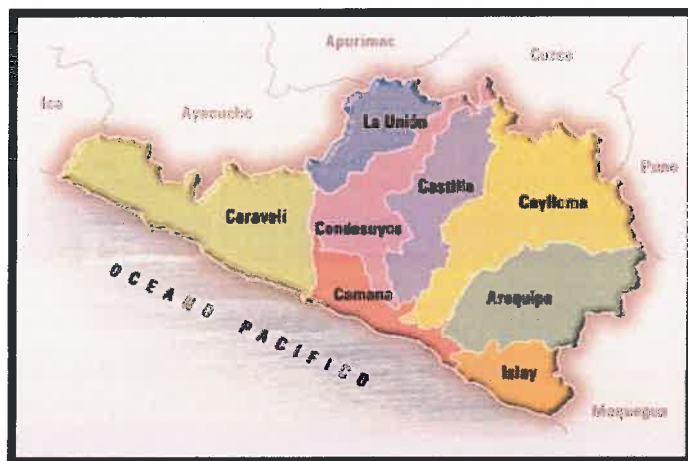 Apurimac
Cuzco
Ica
Ayacucho
La Unión
Puno
Castilla
Caylloma
Caravelí
Condesuyos
Camana
Arequipa
OCEANO PACIFICO
Islay
Moquegua